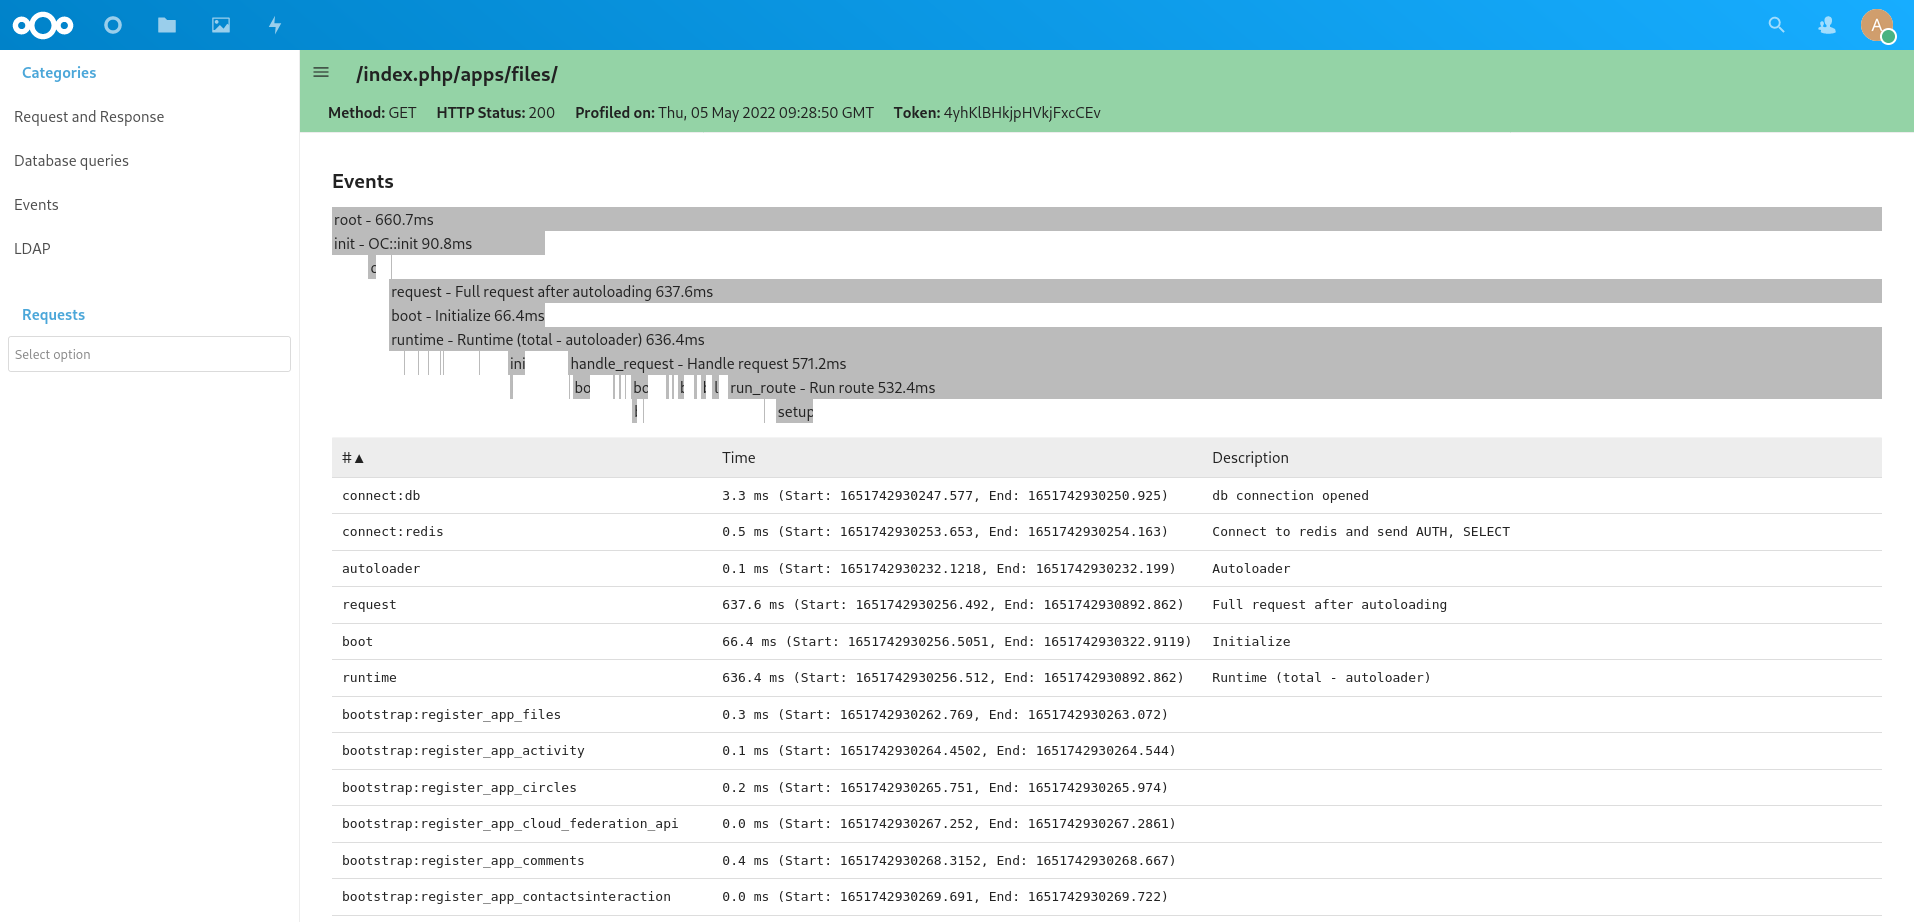 A
Categories
Request and Response
Database queries
Events
LDAP
Requests
Select option
/index.php/apps/files/
Method: GET HTTP Status: 200 Profiled on: Thu, 05 May 2022 09:28:50 GMT Token: 4yhKlBHkjpHVkjFxcCEv
Events
root - 660.7ms
init - OC::init 90.8ms
request - Full request after autoloading 637.6ms
boot - Initialize 66.4ms
runtime - Runtime (total - autoloader) 636.4ms
ini handle_request - Handle request 571.2ms
bo run_route - Run route 532.4ms
setup
#▲ Time Description
connect:db 3.3 ms (Start: 1651742930247.577, End: 1651742930250.925) db connection opened
connect:redis 0.5 ms (Start: 1651742930253.653, End: 1651742930254.163) Connect to redis and send AUTH, SELECT
autoloader 0.1 ms (Start: 1651742930232.1218, End: 1651742930232.199) Autoloader
request 637.6 ms (Start: 1651742930256.492, End: 1651742930892.862) Full request after autoloading
boot 66.4 ms (Start: 1651742930256.5051, End: 1651742930322.9119) Initialize
runtime 636.4 ms (Start: 1651742930256.512, End: 1651742930892.862) Runtime (total - autoloader)
bootstrap:register_app_files 0.3 ms (Start: 1651742930262.769, End: 1651742930263.072)
bootstrap:register_app_activity 0.1 ms (Start: 1651742930264.4502, End: 1651742930264.544)
bootstrap:register_app_circles 0.2 ms (Start: 1651742930265.751, End: 1651742930265.974)
bootstrap:register_app_cloud_federation_api 0.0 ms (Start: 1651742930267.252, End: 1651742930267.2861)
bootstrap:register_app_comments 0.4 ms (Start: 1651742930268.3152, End: 1651742930268.667)
bootstrap:register_app_contactsinteraction 0.0 ms (Start: 1651742930269.691, End: 1651742930269.722)